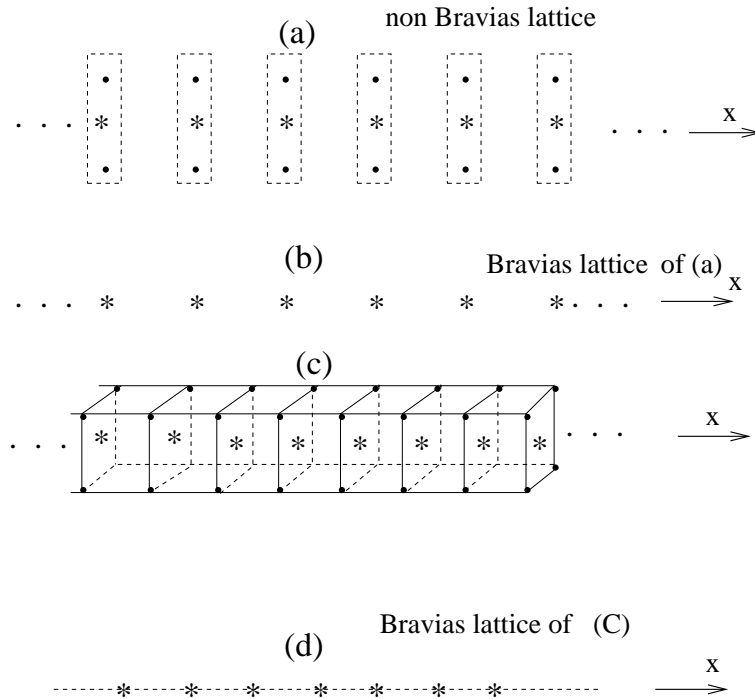 non Bravias lattice
(a)
* * * * * *
. . .
. . .
x
(b)
Bravias lattice of (a)
x
. . . * * * * * * . . .
(c)
x
. . . * * * * * * * * . . .
Bravias lattice of (C)
(d)
x
* * * * * * *